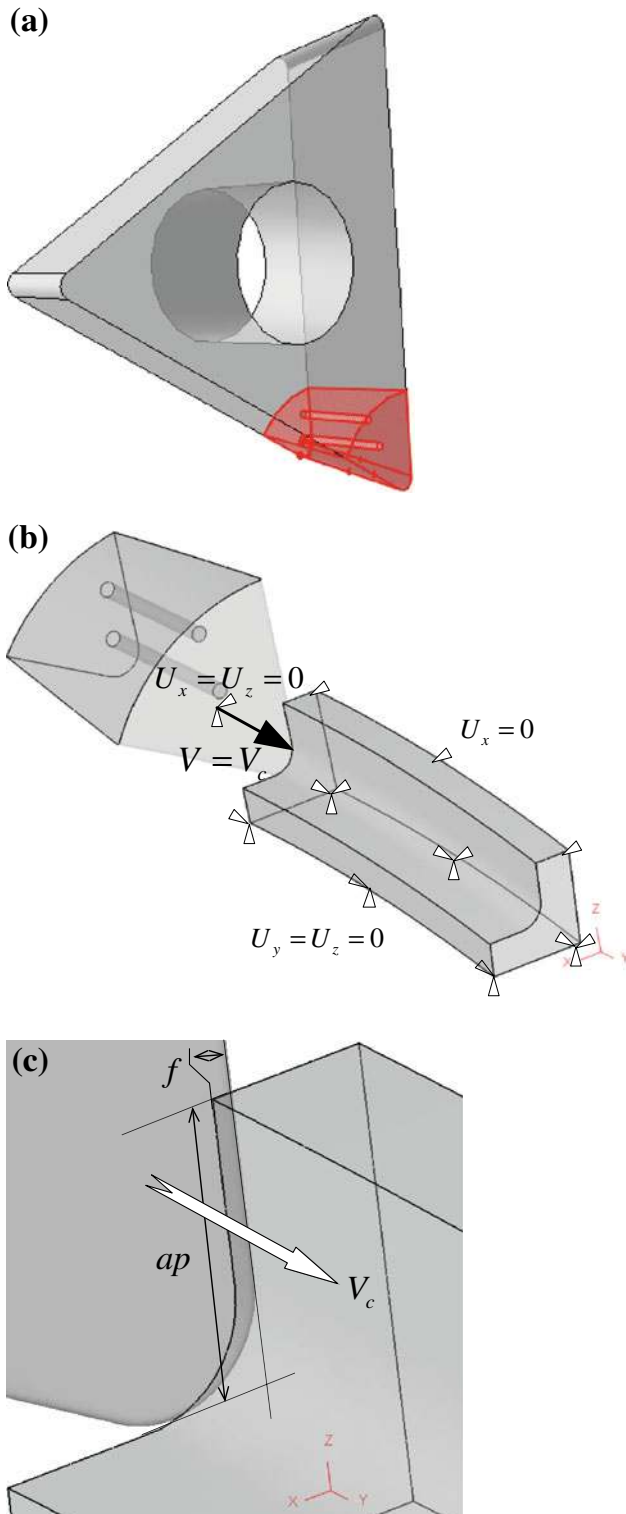 (a)
(b)
U_x = U_z = 0
U_x = 0
V = V_c
U_y = U_z = 0
Z
X
Y
(c)
f
ap
V_c
Z
X
Y